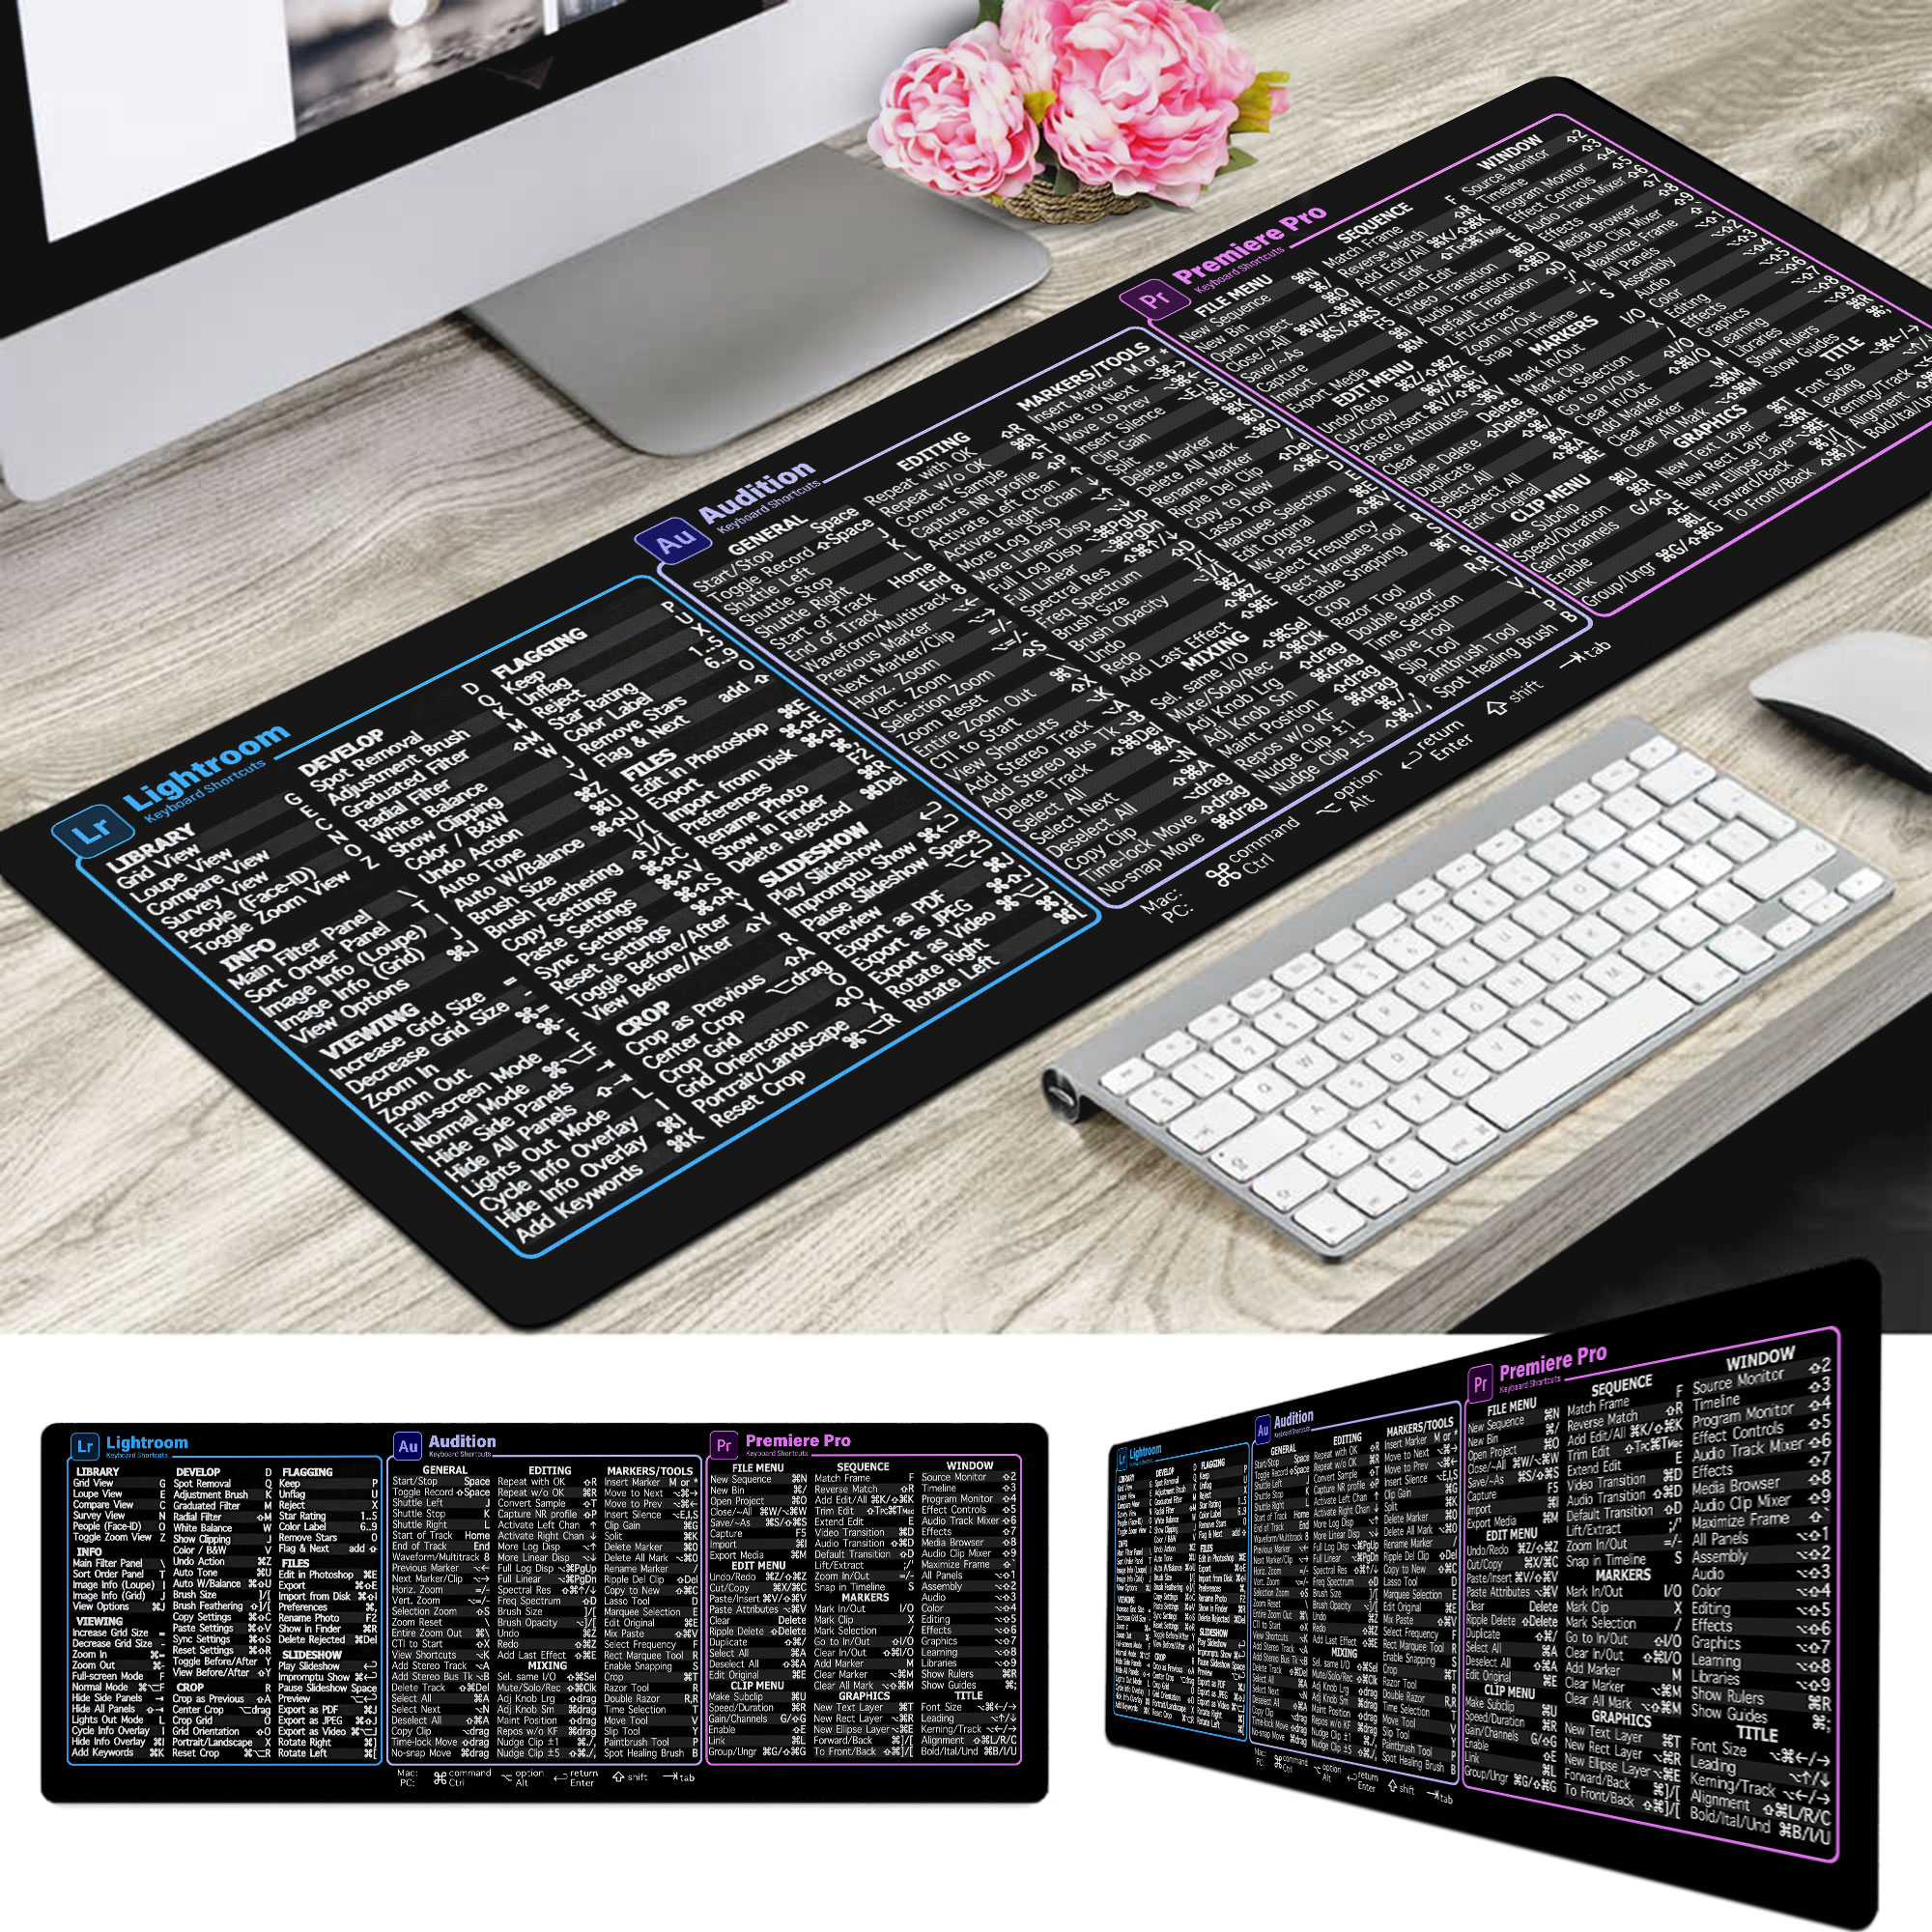 Lr
Lightroom
Keyboard Shortcuts
LIBRARY
Grid View G
Loupe View E
Compare View C
Survey View N
People (Face-ID) O
Toggle Zoom View Z
INFO
Main Filter Panel \
Sort Order Panel T
Image Info (Loupe) I
Image Info (Grid) J
View Options ⌘J
VIEWING
Increase Grid Size =
Decrease Grid Size -
Zoom In ⌘=
Zoom Out ⌘-
Full-screen Mode F
Normal Mode ⌘⌥F
Hide Side Panels ⇥
Hide All Panels ⇧⇥
Lights Out Mode L
Cycle Info Overlay I
Hide Info Overlay ⌘I
Add Keywords ⌘K
DEVELOP D
Spot Removal Q
Adjustment Brush K
Graduated Filter M
Radial Filter ⇧M
White Balance W
Show Clipping J
Color / B&W V
Undo Action ⌘Z
Auto Tone ⌘U
Auto W/Balance ⌘⇧U
Brush Size ]/[
Brush Feathering ⇧]/[
Copy Settings ⌘⇧C
Paste Settings ⌘⇧V
Sync Settings ⌘⇧S
Reset Settings ⌘⇧R
Toggle Before/After Y
View Before/After ⇧Y
CROP R
Crop as Previous ⇧A
Center Crop ⌥drag
Crop Grid O
Grid Orientation ⇧O
Portrait/Landscape X
Reset Crop ⌘⌥R
FLAGGING
Keep P
Unflag U
Reject X
Star Rating 1..5
Color Label 6..9
Remove Stars 0
Flag & Next add ⇧
FILES
Edit in Photoshop ⌘E
Export ⌘⇧E
Import from Disk ⌘⇧I
Preferences ⌘,
Rename Photo F2
Show in Finder ⌘R
Delete Rejected ⌘Del
SLIDESHOW
Play Slideshow ↩
Impromptu Show ⌘↩
Pause Slideshow Space
Preview ⌥↩
Export as PDF ⌘J
Export as JPEG ⌘⇧J
Export as Video ⌘⌥J
Rotate Right ⌘]
Rotate Left ⌘[
Au
Audition
Keyboard Shortcuts
GENERAL
Start/Stop Space
Toggle Record ⇧Space
Shuttle Left J
Shuttle Stop K
Shuttle Right L
Start of Track Home
End of Track End
Waveform/Multitrack 8
Previous Marker ⌥←
Next Marker/Clip ⌥→
Horiz. Zoom =/-
Vert. Zoom ⌥=/-
Selection Zoom ⇧S
Zoom Reset \
Entire Zoom Out ⌘\
CTI to Start ⇧X
View Shortcuts ⌥K
Add Stereo Track ⌥A
Add Stereo Bus Tk ⌥B
Delete Track ⇧⌘Del
Select All ⌘A
Select Next ⌥N
Deselect All ⇧⌘A
Copy Clip ⌥drag
Time-lock Move ⇧drag
No-snap Move ⌘drag
EDITING
Repeat with OK ⇧R
Repeat w/o OK ⌘R
Convert Sample ⇧T
Capture NR profile ⇧P
Activate Left Chan ↑
Activate Right Chan ↓
More Log Disp ⌥↑
More Linear Disp ⌥↓
Full Log Disp ⌥⌘PgUp
Full Linear ⌥⌘PgDn
Spectral Res ⇧⌘↑/↓
Freq Spectrum ⇧D
Brush Size ]/[
Brush Opacity ⌥]/[
Undo ⌘Z
Redo ⇧⌘Z
Add Last Effect ⇧⌘E
MIXING
Sel. same I/O ⇧⌘Sel
Mute/Solo/Rec ⇧⌘Clk
Adj Knob Lrg ⇧drag
Adj Knob Sm ⌘drag
Maint Position ⇧drag
Repos w/o KF ⌘drag
Nudge Clip ±1 ⌘./,
Nudge Clip ±5 ⇧⌘./,
MARKERS/TOOLS
Insert Marker M or *
Move to Next ⌥⌘→
Move to Prev ⌥⌘←
Insert Silence ⌥E,I,S
Clip Gain ⌘G
Split ⌘K
Delete Marker ⌘0
Delete All Mark ⌥⌘0
Rename Marker /
Ripple Del Clip ⇧Del
Copy to New ⇧⌘C
Lasso Tool D
Marquee Selection E
Edit Original ⌘E
Mix Paste ⇧⌘V
Select Frequency F
Rect Marquee Tool R
Enable Snapping S
Crop ⌘T
Razor Tool R
Double Razor R,R
Time Selection T
Move Tool V
Slip Tool Y
Paintbrush Tool P
Spot Healing Brush B
Pr
Premiere Pro
Keyboard Shortcuts
FILE MENU
New Sequence ⌘N
New Bin ⌘/
Open Project ⌘O
Close/~All ⌘W/⌥⌘W
Save/~As ⌘S/⇧⌘S
Capture F5
Import ⌘I
Export Media ⌘M
EDIT MENU
Undo/Redo ⌘Z/⇧⌘Z
Cut/Copy ⌘X/⌘C
Paste/Insert ⌘V/⇧⌘V
Paste Attributes ⌥⌘V
Clear Delete
Ripple Delete ⇧Delete
Duplicate ⇧⌘/
Select All ⌘A
Deselect All ⇧⌘A
Edit Original ⌘E
CLIP MENU
Make Subclip ⌘U
Speed/Duration ⌘R
Gain/Channels G/⇧G
Enable ⇧E
Link ⌘L
Group/Ungr ⌘G/⇧⌘G
SEQUENCE
Match Frame F
Reverse Match ⇧R
Add Edit/All ⌘K/⇧⌘K
Trim Edit ⇧TPC⌘TMac
Extend Edit E
Video Transition ⌘D
Audio Transition ⇧⌘D
Default Transition ⇧D
Lift/Extract ;/'
Zoom In/Out =/-
Snap in Timeline S
MARKERS
Mark In/Out I/O
Mark Clip X
Mark Selection /
Go to In/Out ⇧I/O
Clear In/Out ⇧⌘I/O
Add Marker M
Clear Marker ⌥⌘M
Clear All Mark ⌥⇧⌘M
GRAPHICS
New Text Layer ⌘T
New Rect Layer ⌥⌘R
New Ellipse Layer ⌥⌘E
Forward/Back ⌘]/[
To Front/Back ⇧⌘]/[
WINDOW
Source Monitor ⇧2
Timeline ⇧3
Program Monitor ⇧4
Effect Controls ⇧5
Audio Track Mixer ⇧6
Effects ⇧7
Media Browser ⇧8
Audio Clip Mixer ⇧9
Maximize Frame ⇧`
All Panels ⌥⇧1
Assembly ⌥⇧2
Audio ⌥⇧3
Color ⌥⇧4
Editing ⌥⇧5
Effects ⌥⇧6
Graphics ⌥⇧7
Learning ⌥⇧8
Libraries ⌥⇧9
Show Rulers ⌘R
Show Guides ⌘;
TITLE
Font Size ⌥⌘←/→
Leading ⌥↑/↓
Kerning/Track ⌥←/→
Alignment ⇧⌘L/R/C
Bold/Ital/Und ⌘B/I/U
Mac: ⌘ command ⌥ option ↩ return ⇧ shift ⇥ tab
PC: Ctrl Alt Enter